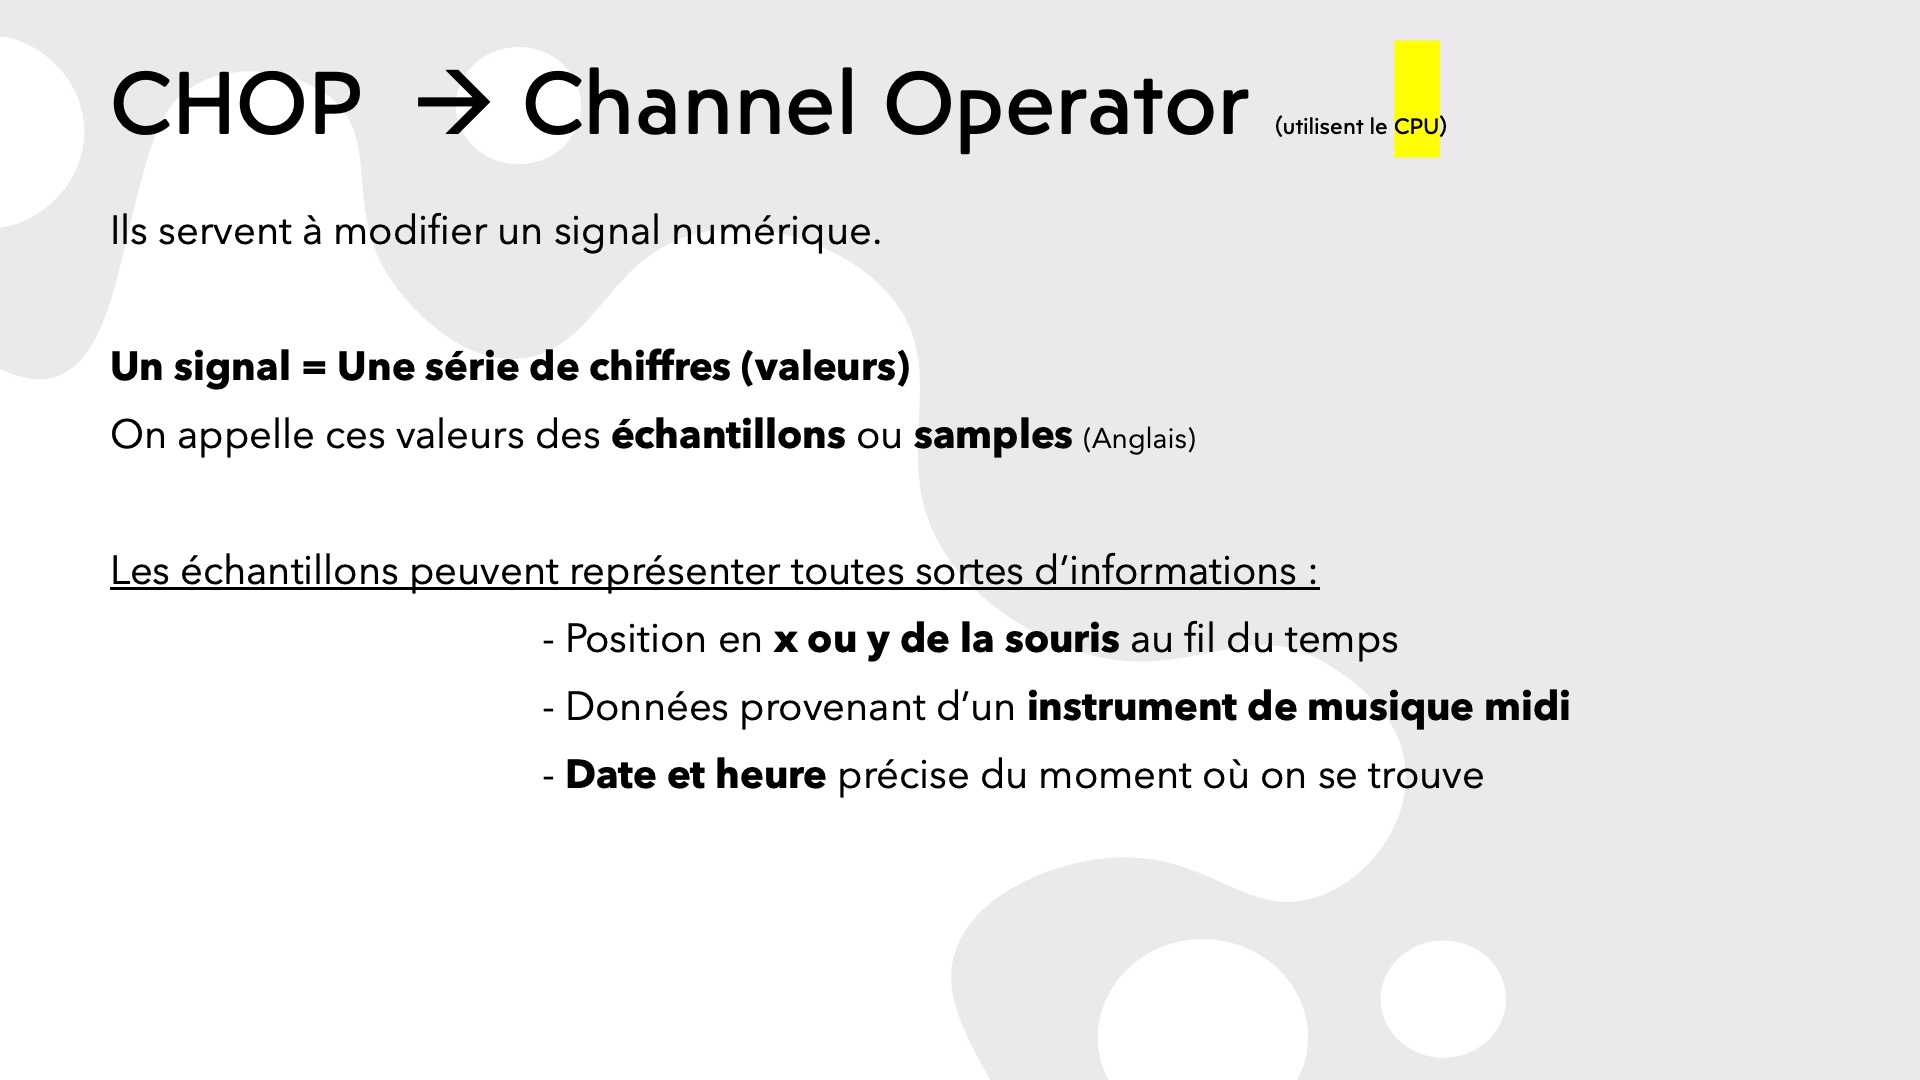 CHOP → Channel Operator (utilisent le CPU)
Ils servent à modifier un signal numérique.
Un signal = Une série de chiffres (valeurs)
On appelle ces valeurs des échantillons ou samples (Anglais)
Les échantillons peuvent représenter toutes sortes d’informations :
- Position en x ou y de la souris au fil du temps
- Données provenant d’un instrument de musique midi
- Date et heure précise du moment où on se trouve